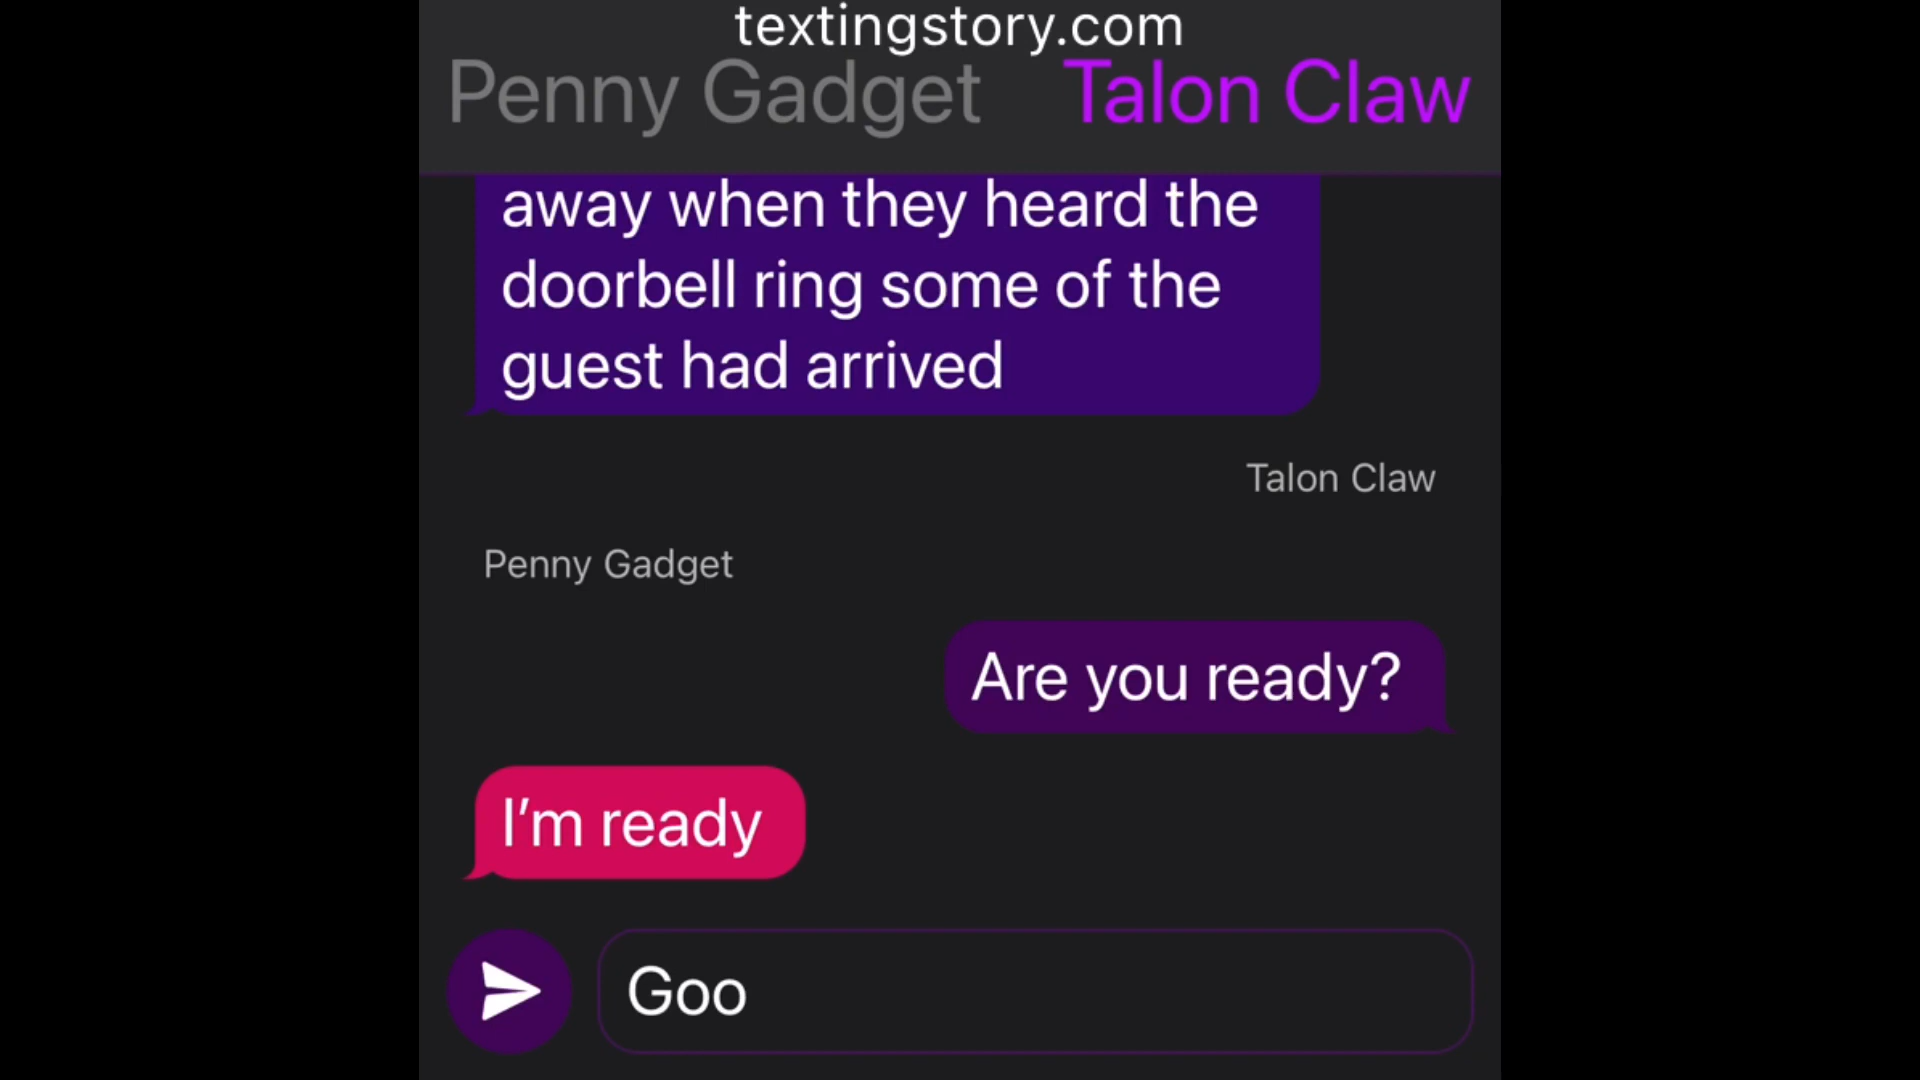 textingstory.com
Penny Gadget Talon Claw
away when they heard the
doorbell ring some of the
guest had arrived
Talon Claw
Penny Gadget
Are you ready?
I’m ready
Goo